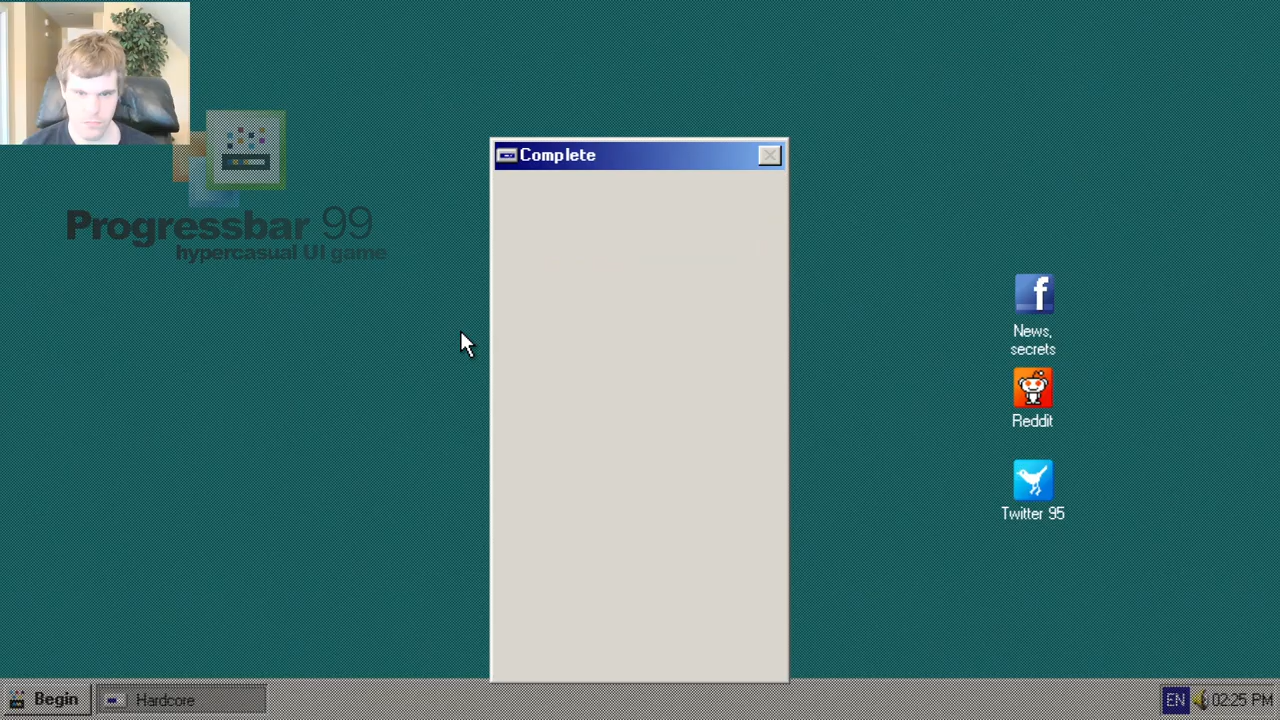 Complete
Progressbar 99
hypercasual UI game
f
News,
secrets
Reddit
Twitter 95
Begin
Hardcore
EN
02:25 PM